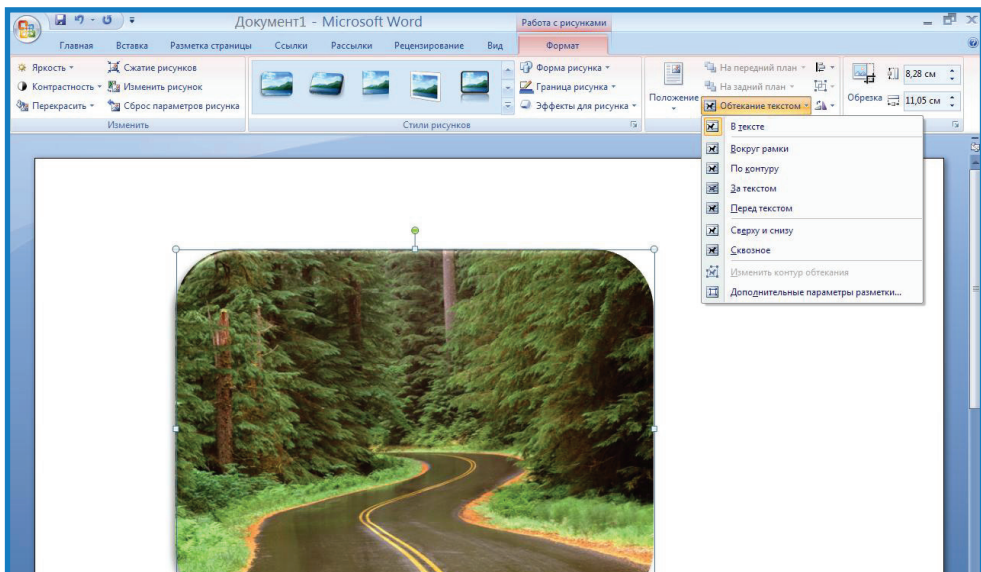 Документ1 - Microsoft Word
Работа с рисунками
Главная Вставка Разметка страницы Ссылки Рассылки Рецензирование Вид Формат
Яркость
Контрастность
Перекрасить
Сжатие рисунков
Изменить рисунок
Сброс параметров рисунка
Изменить
Стили рисунков
Форма рисунка
Граница рисунка
Эффекты для рисунка
Положение
На передний план
На задний план
Обтекание текстом
Обрезка
8,28 см
11,05 см
В тексте
Вокруг рамки
По контуру
За текстом
Перед текстом
Сверху и снизу
Сквозное
Изменить контур обтекания
Дополнительные параметры разметки...